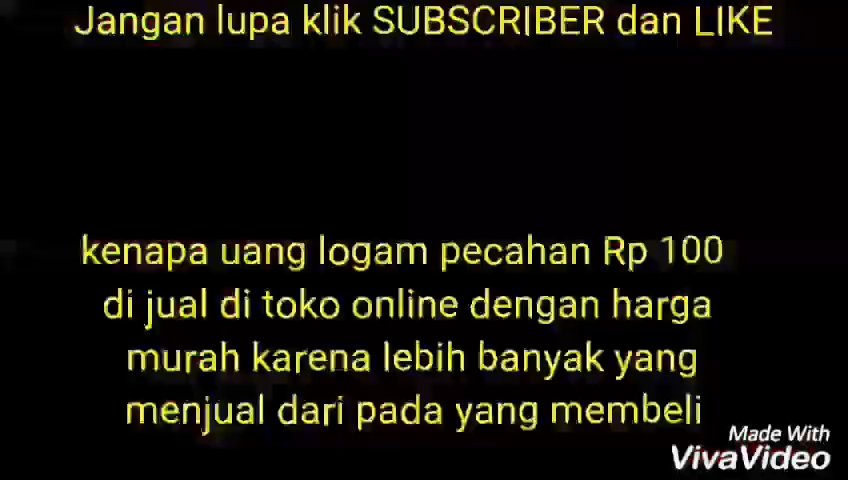 Jangan lupa klik SUBSCRIBER dan LIKE
kenapa uang logam pecahan Rp 100
di jual di toko online dengan harga
murah karena lebih banyak yang
menjual dari pada yang membeli
Made With
VivaVideo